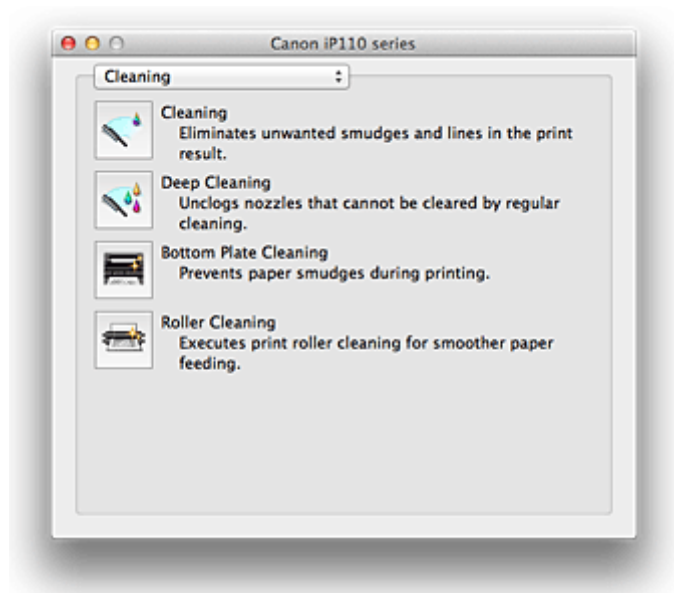 Canon iP110 series
Cleaning
Cleaning
Eliminates unwanted smudges and lines in the print
result.
Deep Cleaning
Unclogs nozzles that cannot be cleared by regular
cleaning.
Bottom Plate Cleaning
Prevents paper smudges during printing.
Roller Cleaning
Executes print roller cleaning for smoother paper
feeding.